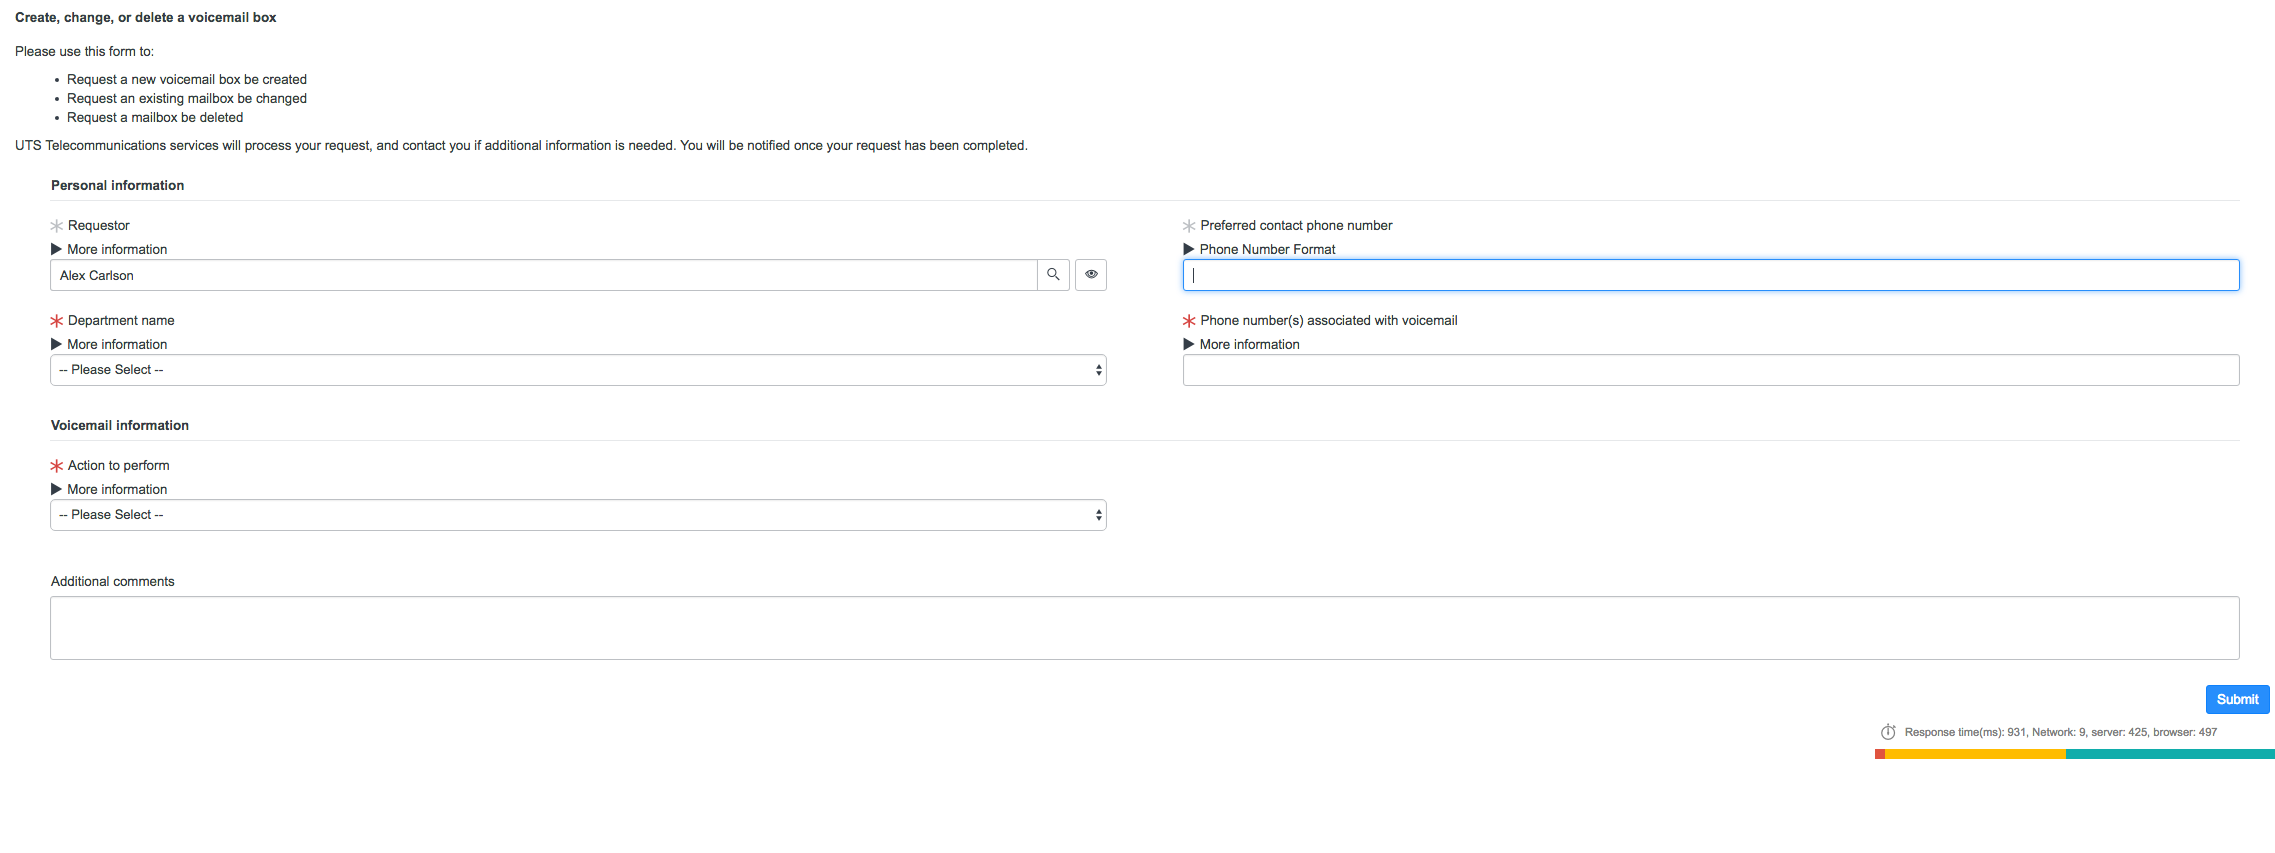 Create, change, or delete a voicemail box
Please use this form to:
• Request a new voicemail box be created
• Request an existing mailbox be changed
• Request a mailbox be deleted
UTS Telecommunications services will process your request, and contact you if additional information is needed. You will be notified once your request has been completed.
Personal information
Requestor
More information
Alex Carlson
Preferred contact phone number
Phone Number Format
Department name
More information
-- Please Select --
Phone number(s) associated with voicemail
More information
Voicemail information
Action to perform
More information
-- Please Select --
Additional comments
Submit
Response time(ms): 931, Network: 9, server: 425, browser: 497